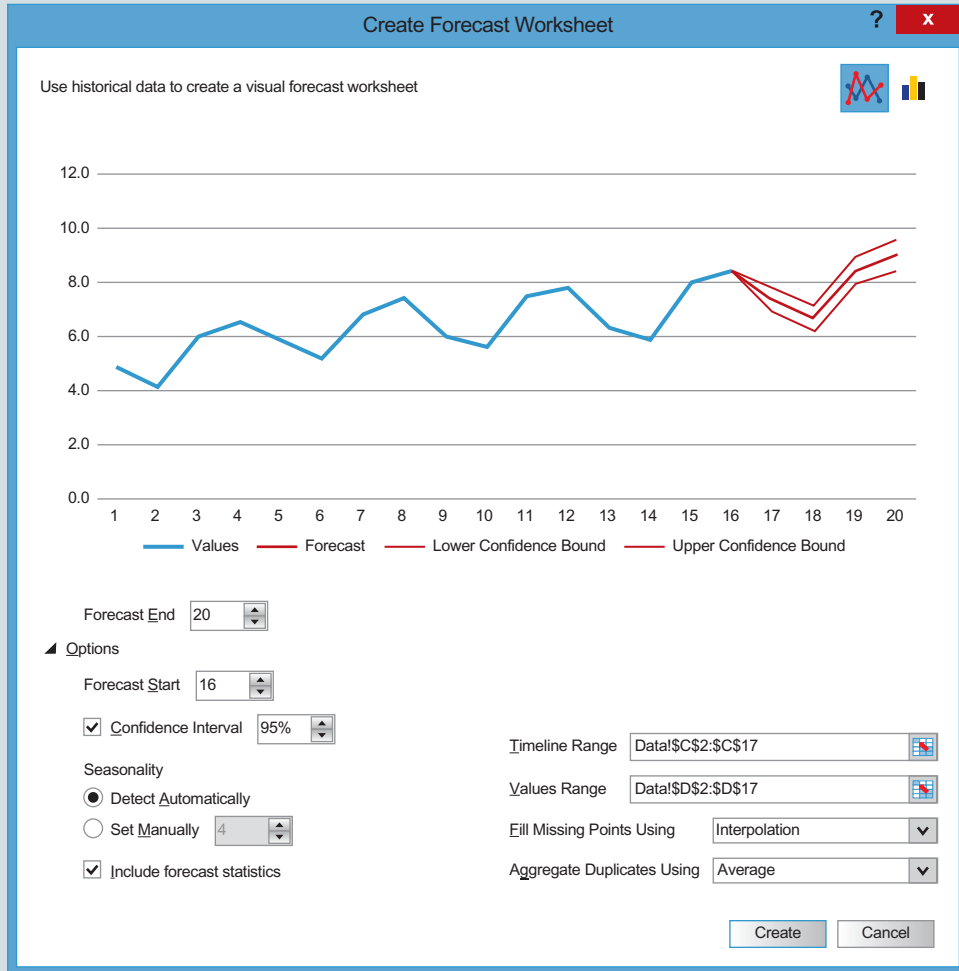 Create Forecast Worksheet
? x
Use historical data to create a visual forecast worksheet
12.0
10.0
8.0
6.0
4.0
2.0
0.0
1 2 3 4 5 6 7 8 9 10 11 12 13 14 15 16 17 18 19 20
Values Forecast Lower Confidence Bound Upper Confidence Bound
Forecast End 20
Options
Forecast Start 16
Confidence Interval 95%
Seasonality
Detect Automatically
Set Manually 4
Include forecast statistics
Timeline Range Data!$C$2:$C$17
Values Range Data!$D$2:$D$17
Fill Missing Points Using Interpolation
Aggregate Duplicates Using Average
Create Cancel